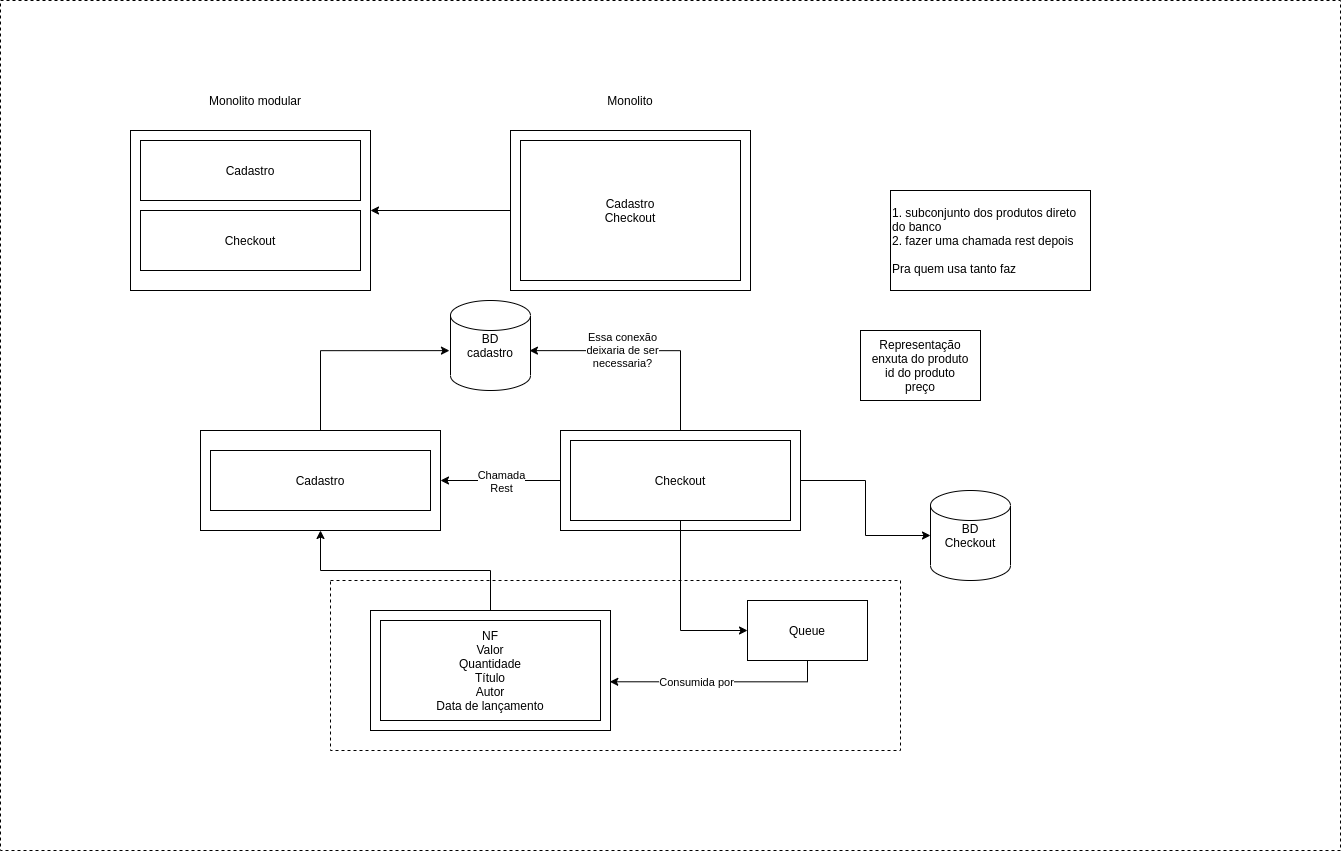 Monolito modular
Monolito
Cadastro
Checkout
Cadastro
Checkout
1. subconjunto dos produtos direto
do banco
2. fazer uma chamada rest depois
Pra quem usa tanto faz
BD
cadastro
Essa conexão
deixaria de ser
necessaria?
Representação
enxuta do produto
id do produto
preço
Cadastro
Chamada
Rest
Checkout
BD
Checkout
NF
Valor
Quantidade
Título
Autor
Data de lançamento
Queue
Consumida por